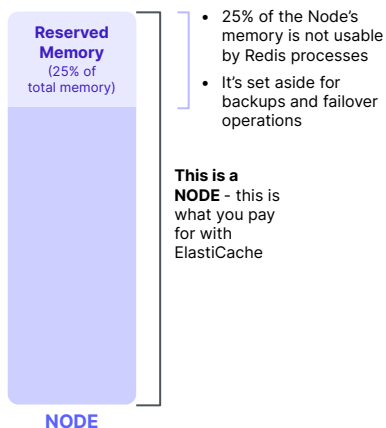 Reserved
Memory
(25% of
total memory)
• 25% of the Node's
memory is not usable
by Redis processes
• It's set aside for
backups and failover
operations
This is a
NODE - this is
what you pay
for with
ElastiCache
NODE